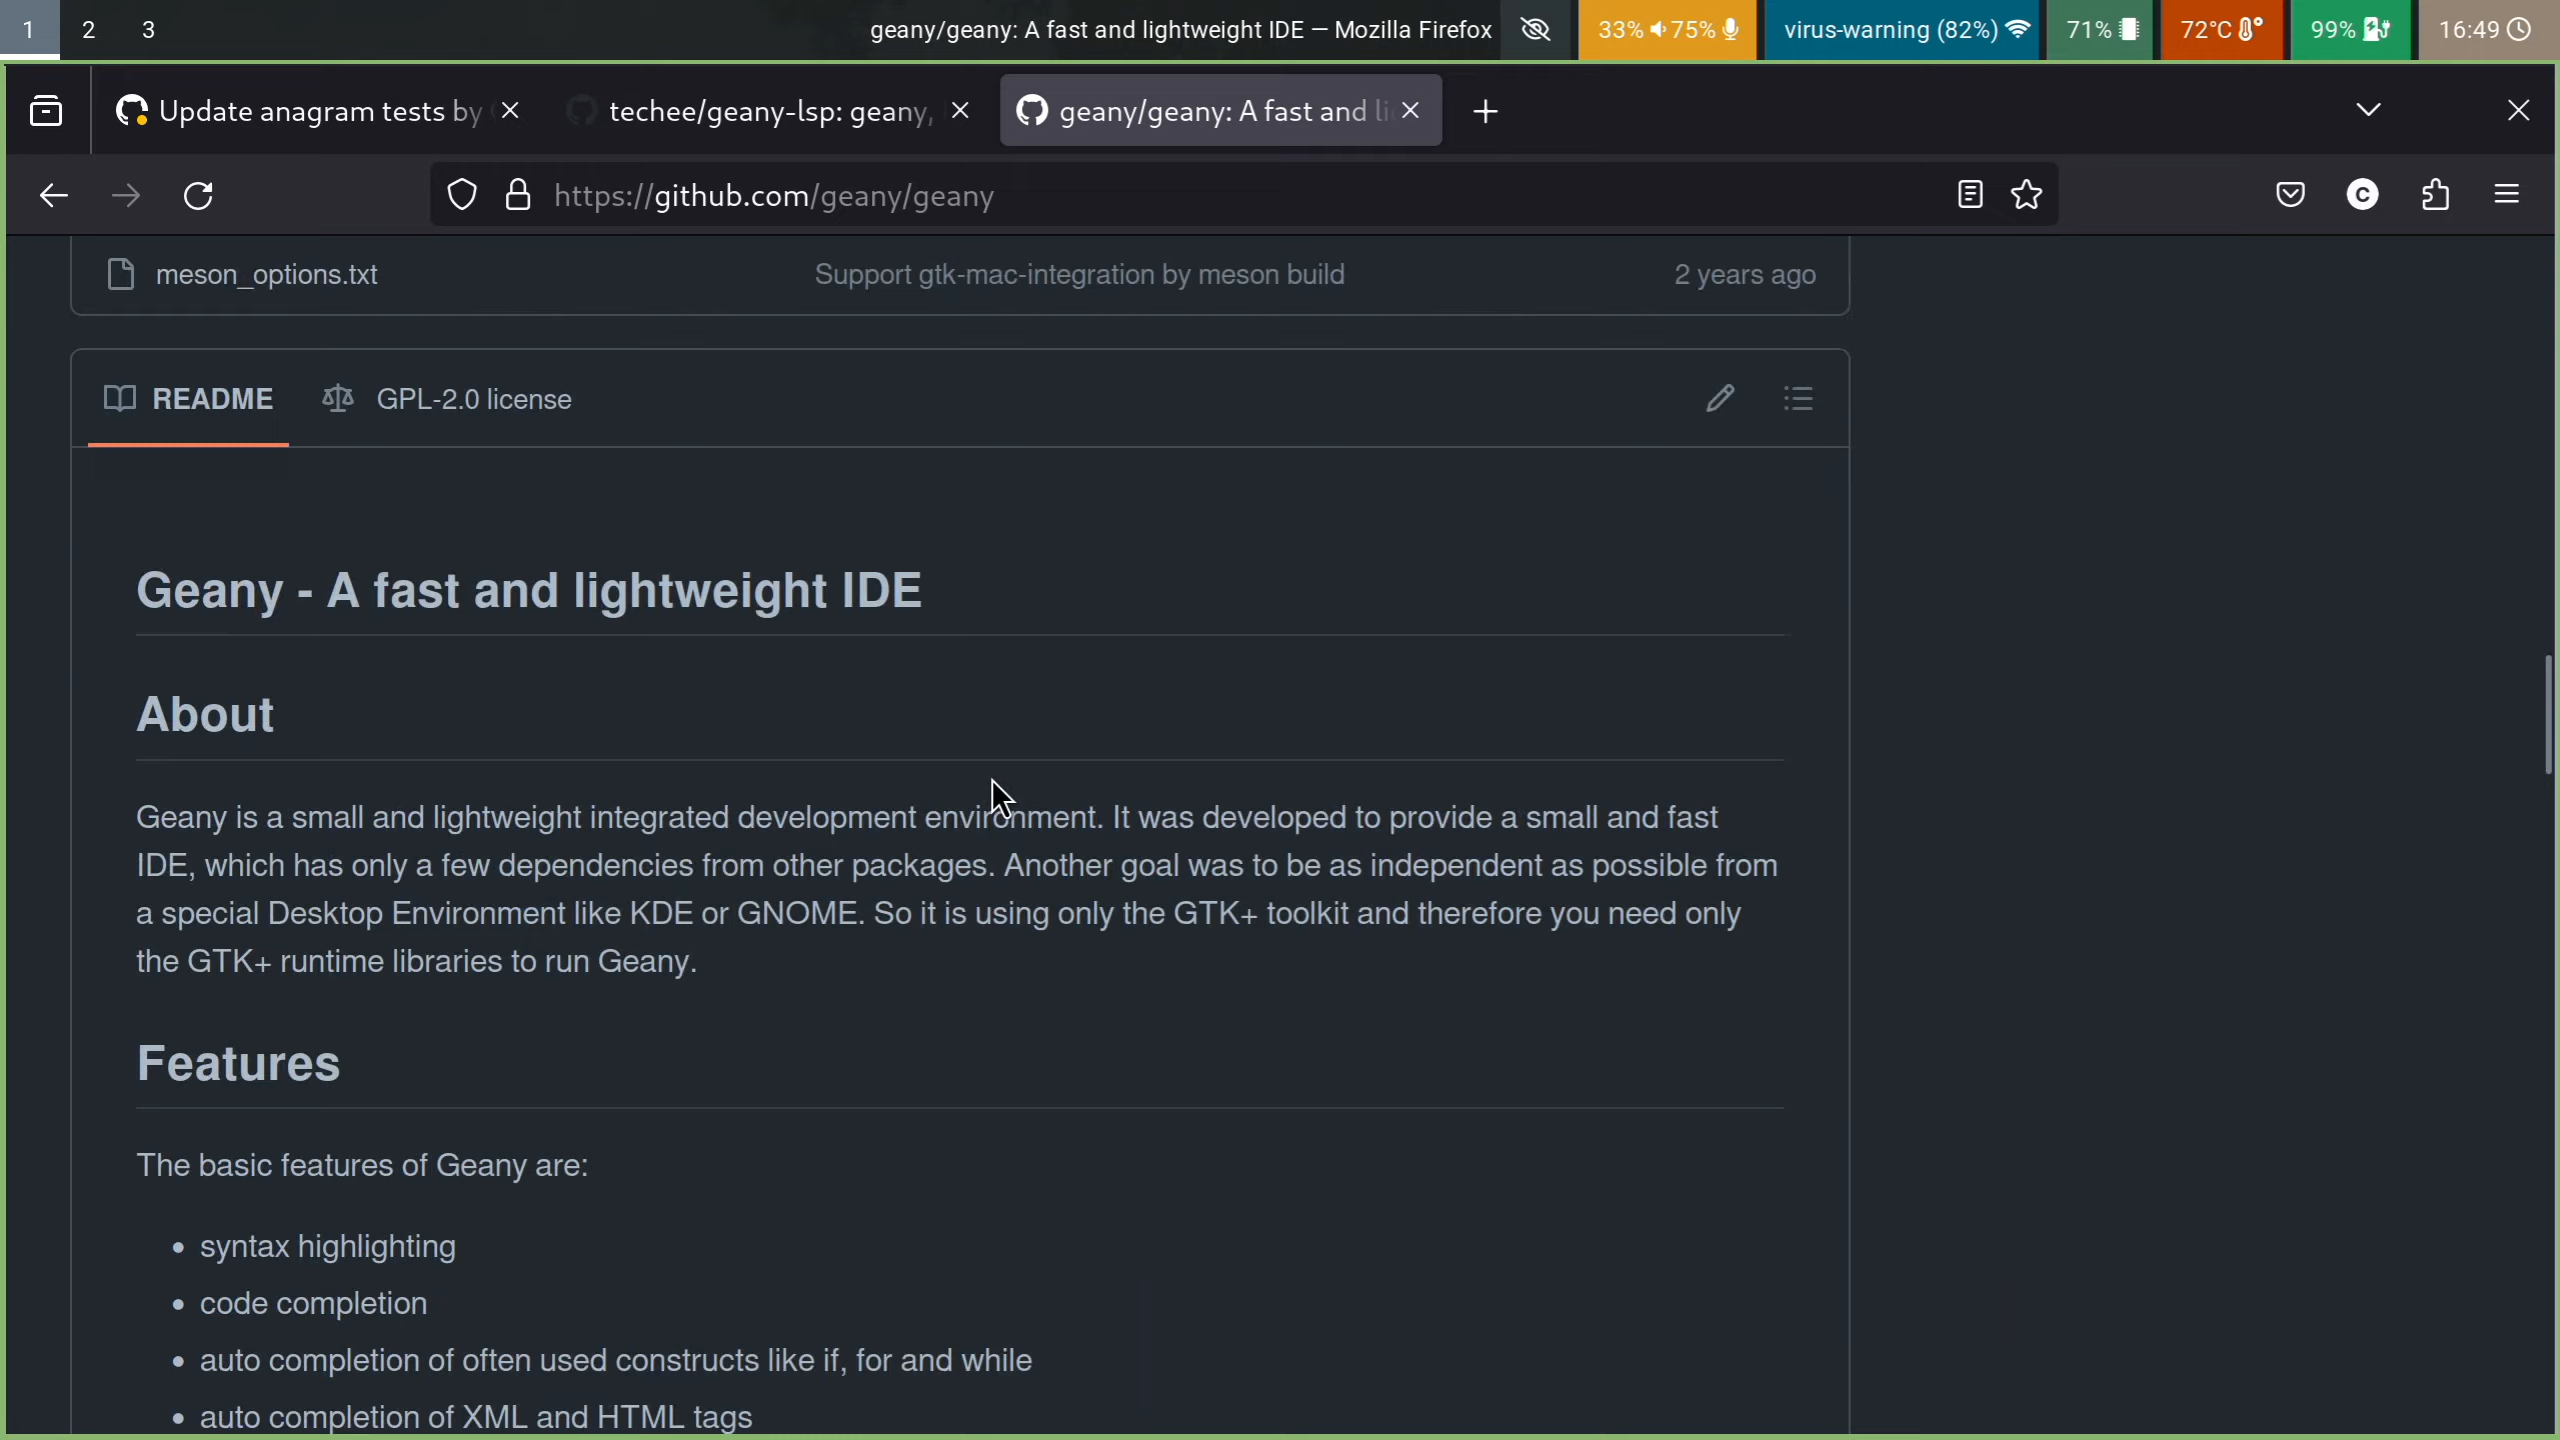 1 2 3 geany/geany: A fast and lightweight IDE — Mozilla Firefox 33% 75% virus-warning (82%) 71% 72°C 99% 16:49
Update anagram tests by techee/geany-lsp: geany, geany/geany: A fast and li
https://github.com/geany/geany
meson_options.txt Support gtk-mac-integration by meson build 2 years ago
README GPL-2.0 license
Geany - A fast and lightweight IDE
About
Geany is a small and lightweight integrated development environment. It was developed to provide a small and fast
IDE, which has only a few dependencies from other packages. Another goal was to be as independent as possible from
a special Desktop Environment like KDE or GNOME. So it is using only the GTK+ toolkit and therefore you need only
the GTK+ runtime libraries to run Geany.
Features
The basic features of Geany are:
• syntax highlighting
• code completion
• auto completion of often used constructs like if, for and while
• auto completion of XML and HTML tags